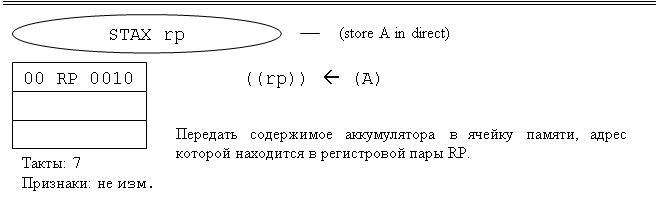 STAX rp — (store A in direct)
00 RP 0010 ((rp)) ← (A)
Передать содержимое аккумулятора в ячейку памяти, адрес
которой находится в регистровой пары RP.
Такты: 7
Признаки: не изм.